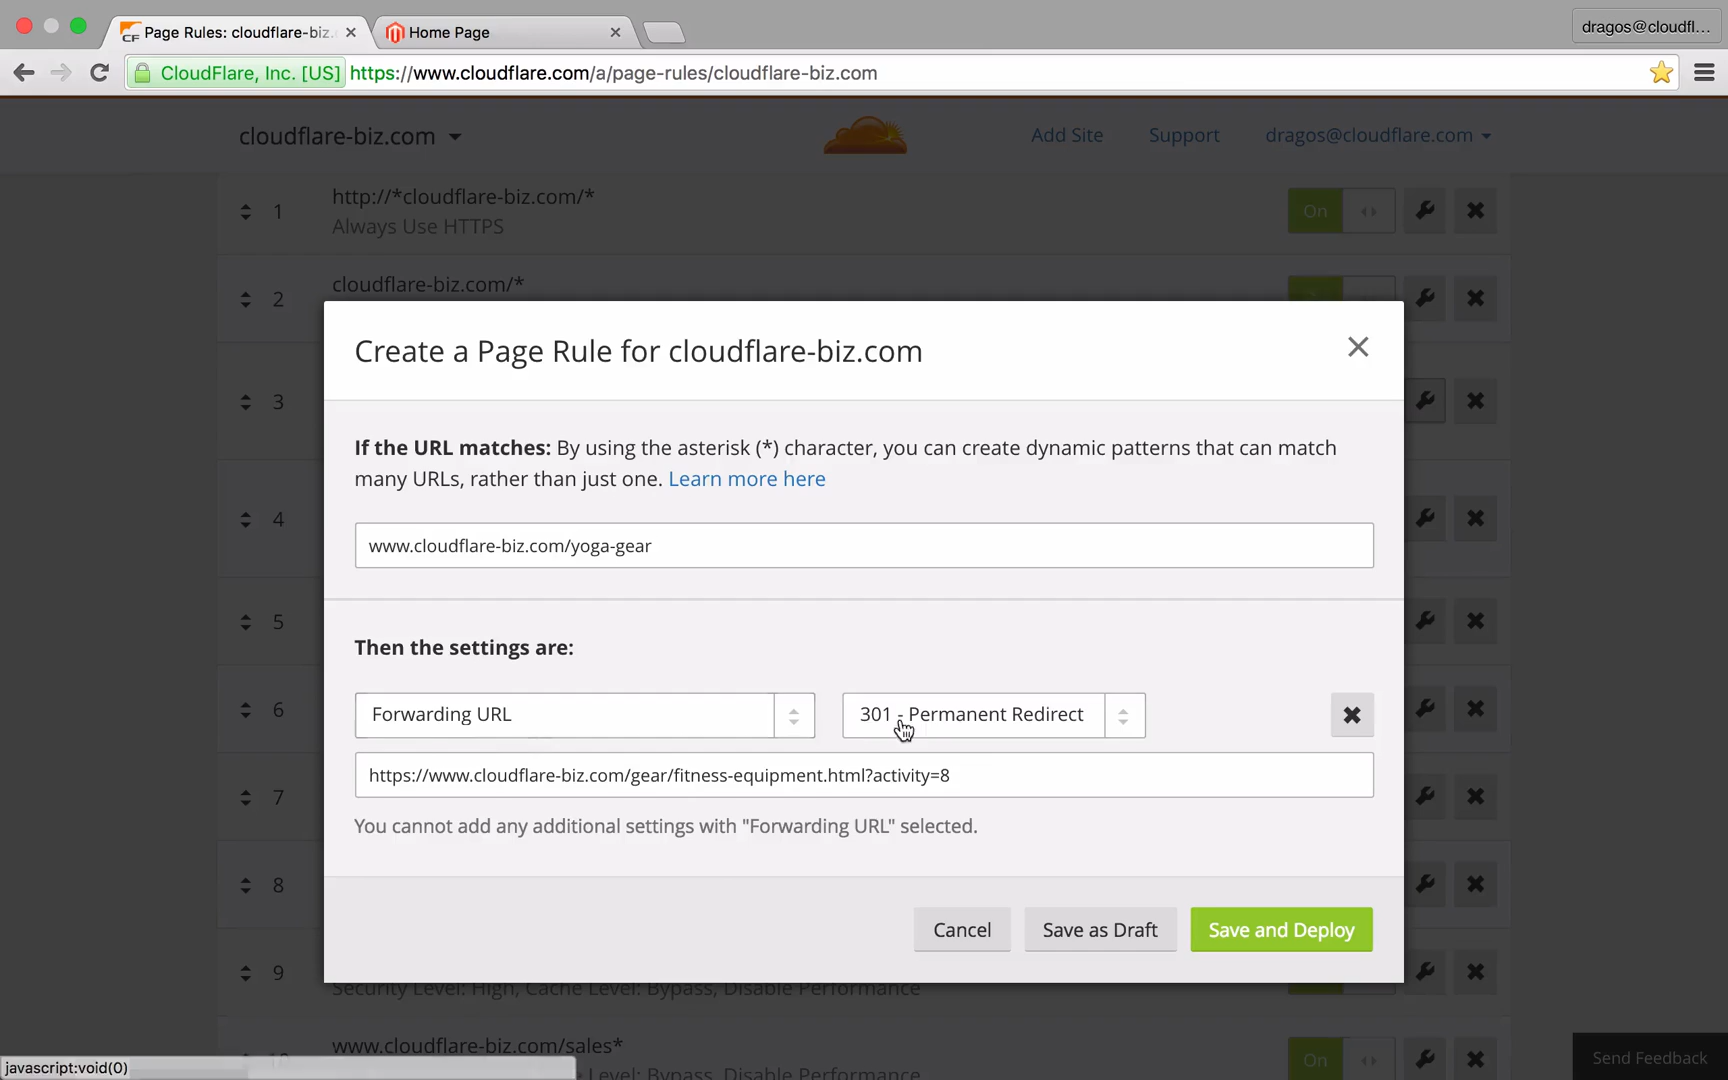 Page Rules: cloudflare-biz.
Home Page
dragos@cloudfl...
CloudFlare, Inc. [US] https://www.cloudflare.com/a/page-rules/cloudflare-biz.com
cloudflare-biz.com
Add Site
Support
dragos@cloudflare.com
1
http://*cloudflare-biz.com/*
Always Use HTTPS
On
2
cloudflare-biz.com/*
Create a Page Rule for cloudflare-biz.com
3
If the URL matches: By using the asterisk (*) character, you can create dynamic patterns that can match
many URLs, rather than just one. Learn more here
4
www.cloudflare-biz.com/yoga-gear
5
Then the settings are:
6
Forwarding URL
301 - Permanent Redirect
https://www.cloudflare-biz.com/gear/fitness-equipment.html?activity=8
7
You cannot add any additional settings with "Forwarding URL" selected.
8
Cancel
Save as Draft
Save and Deploy
9
Security Level: High, Cache Level: Bypass, Disable Performance
www.cloudflare-biz.com/sales*
On
Level: Bypass, Disable Performance
Send Feedback
javascript:void(0)